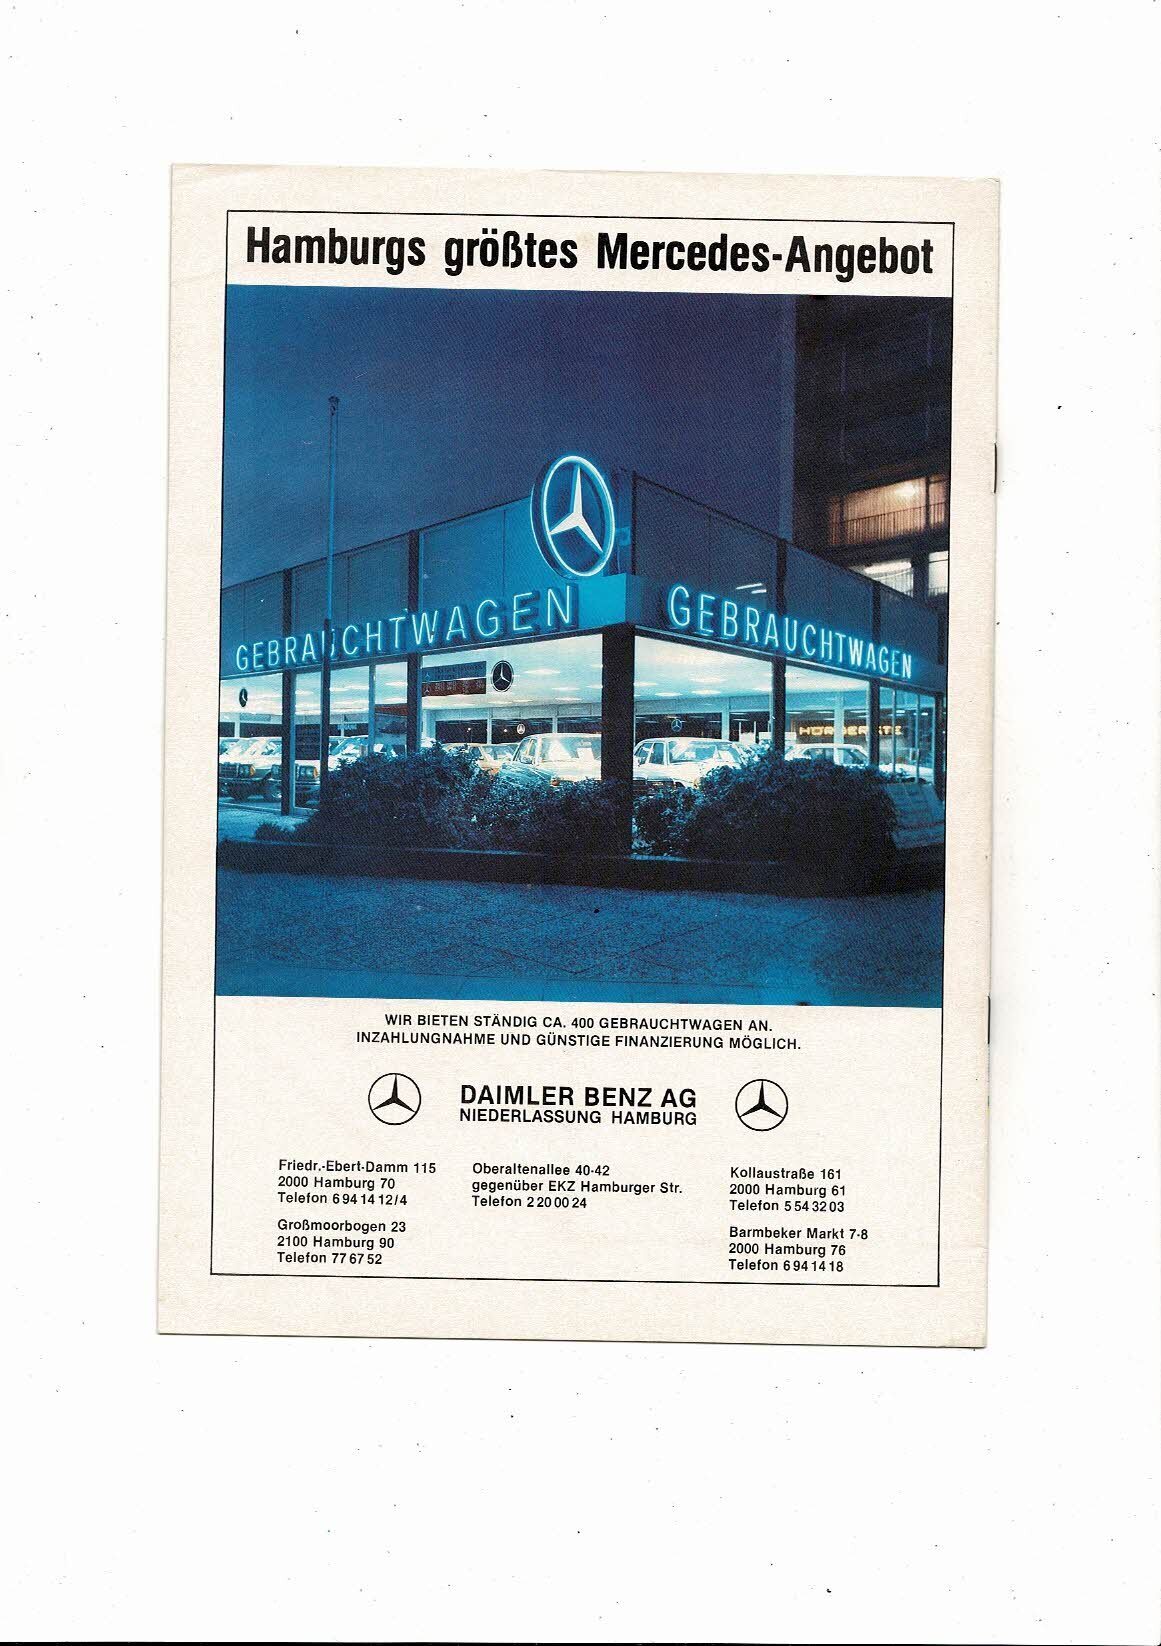 Hamburgs größtes Mercedes-Angebot
GEBRAUCHTWAGEN
GEBRAUCHTWAGEN
WIR BIETEN STÄNDIG CA. 400 GEBRAUCHTWAGEN AN.
INZAHLUNGNAHME UND GÜNSTIGE FINANZIERUNG MÖGLICH.
DAIMLER BENZ AG
NIEDERLASSUNG HAMBURG
Friedr.-Ebert-Damm 115
2000 Hamburg 70
Telefon 6 94 14 12/4
Großmoorbogen 23
2100 Hamburg 90
Telefon 77 67 52
Oberaltenallee 40-42
gegenüber EKZ Hamburger Str.
Telefon 2 20 00 24
Kollaustraße 161
2000 Hamburg 61
Telefon 5 54 32 03
Barmbeker Markt 7-8
2000 Hamburg 76
Telefon 6 94 14 18